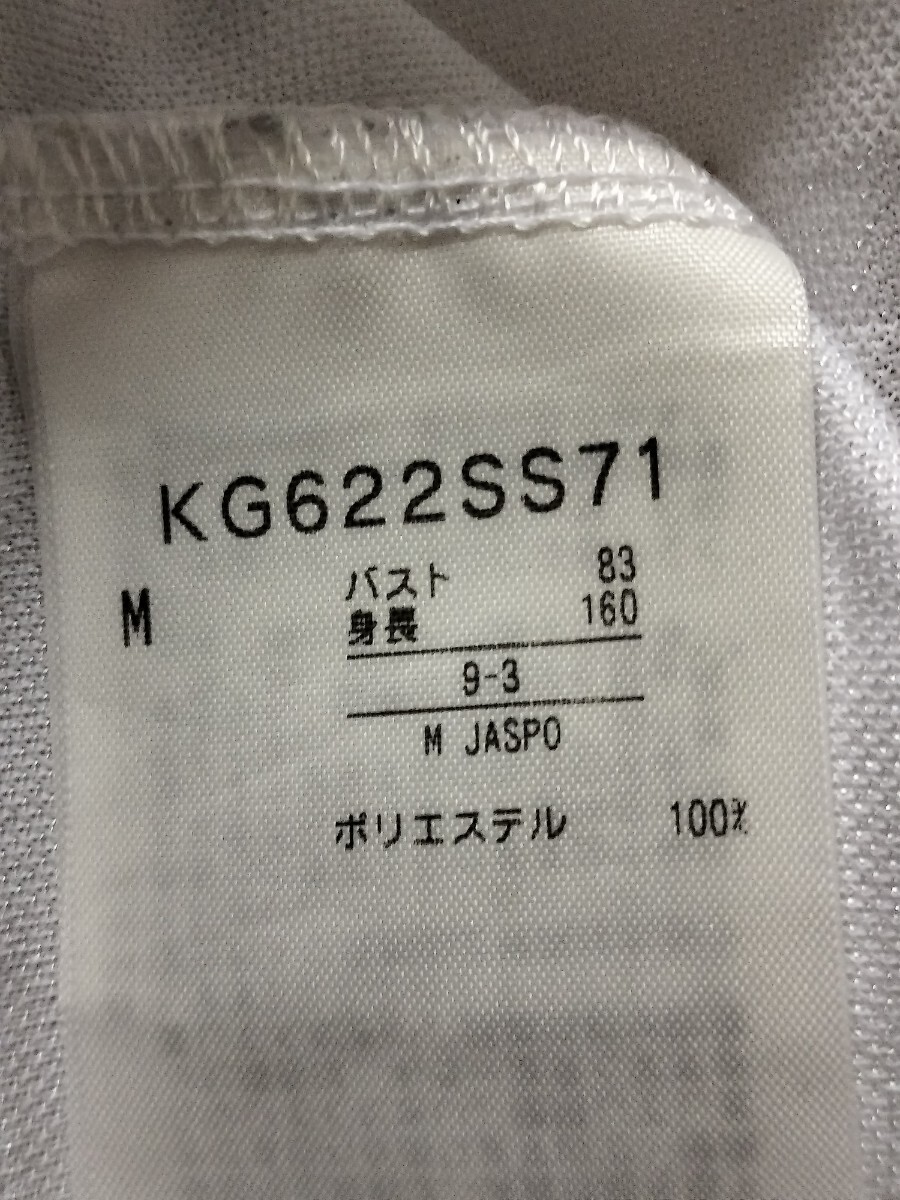 KG622SS71
M バスト 83
身長 160
9-3
M JASPO
ポリエステル 100%